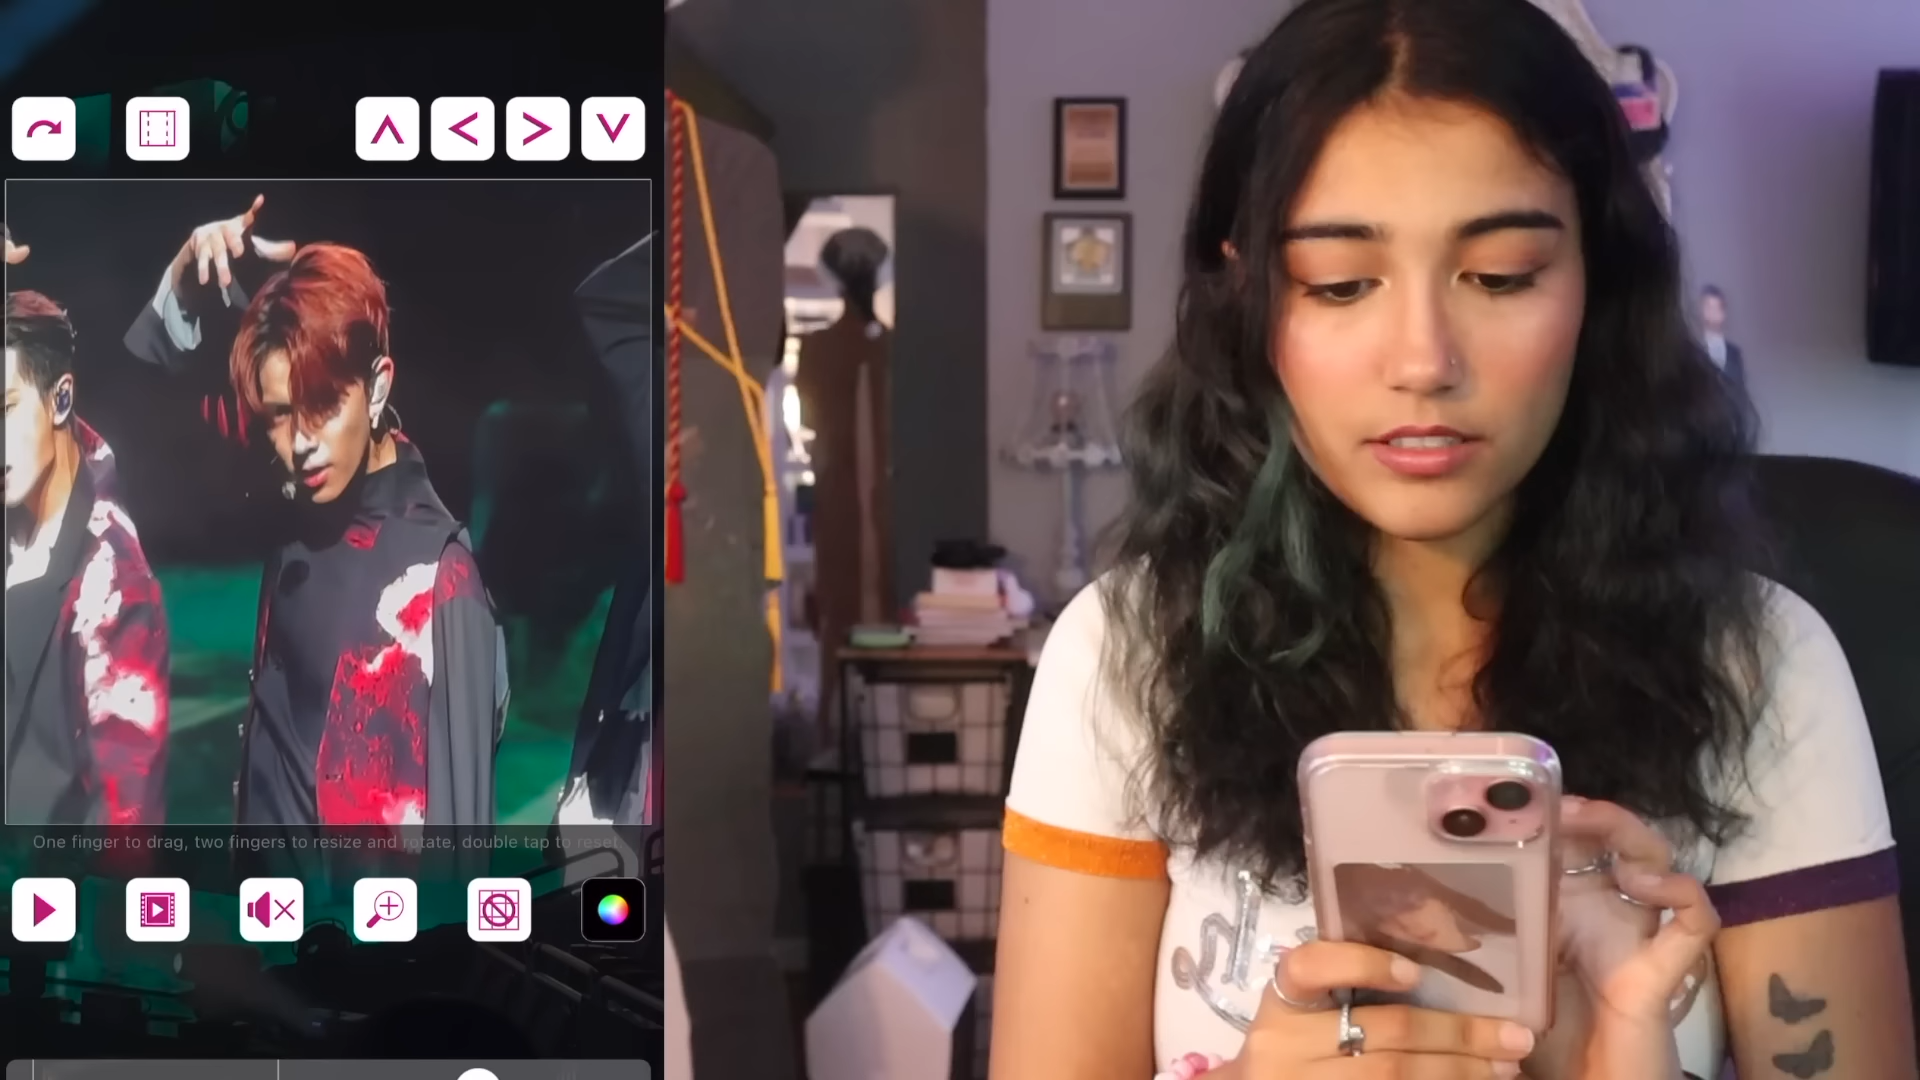 One finger to drag, two fingers to resize and rotate, double tap to reset.